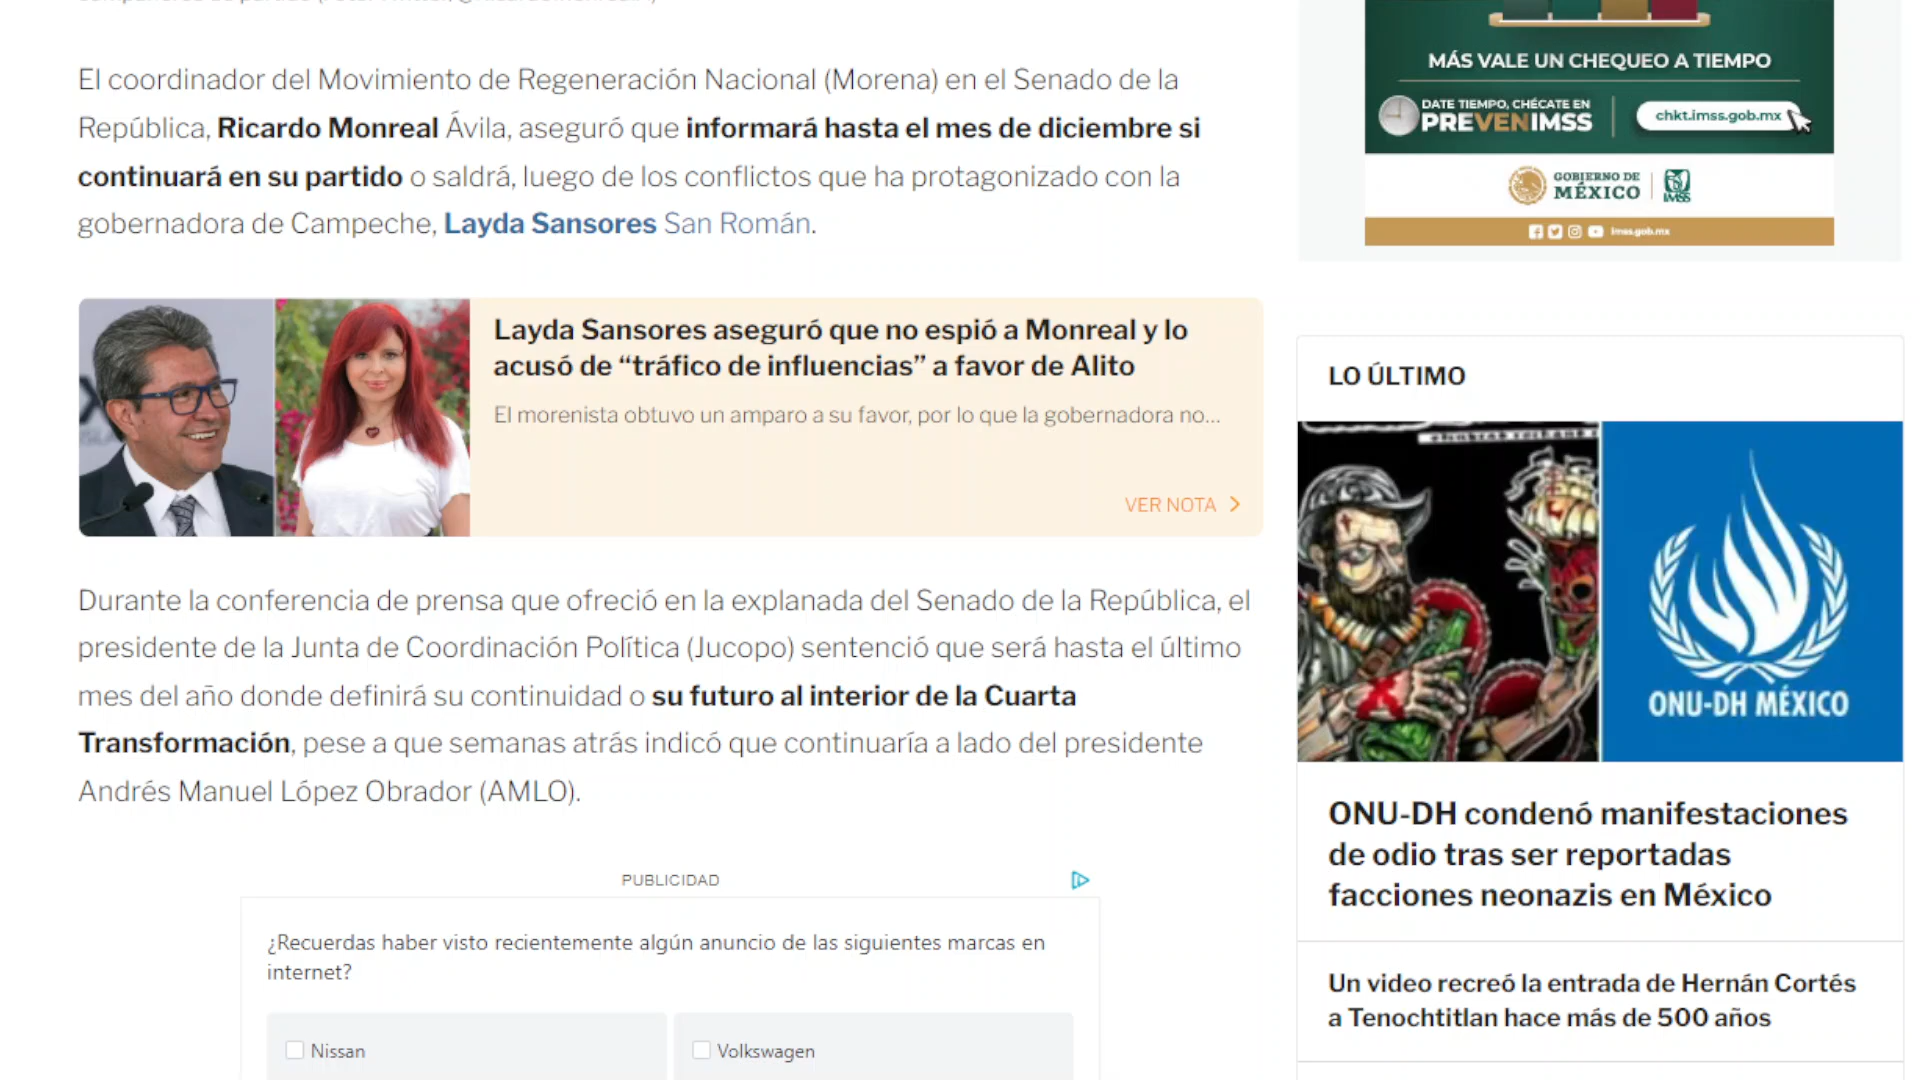 El coordinador del Movimiento de Regeneración Nacional (Morena) en el Senado de la
República, Ricardo Monreal Ávila, aseguró que informará hasta el mes de diciembre si
continuará en su partido o saldrá, luego de los conflictos que ha protagonizado con la
gobernadora de Campeche, Layda Sansores San Román.
Layda Sansores aseguró que no espió a Monreal y lo
acusó de “tráfico de influencias” a favor de Alito
El morenista obtuvo un amparo a su favor, por lo que la gobernadora no...
VER NOTA
Durante la conferencia de prensa que ofreció en la explanada del Senado de la República, el
presidente de la Junta de Coordinación Política (Jucopo) sentenció que será hasta el último
mes del año donde definirá su continuidad o su futuro al interior de la Cuarta
Transformación, pese a que semanas atrás indicó que continuaría a lado del presidente
Andrés Manuel López Obrador (AMLO).
PUBLICIDAD
¿Recuerdas haber visto recientemente algún anuncio de las siguientes marcas en
internet?
Nissan
Volkswagen
MÁS VALE UN CHEQUEO A TIEMPO
DATE TIEMPO, CHÉCATE EN
PREVENIMSS
chkt.imss.gob.mx
GOBIERNO DE
MÉXICO
IMSS
imss.gob.mx
LO ÚLTIMO
ONU-DH MÉXICO
ONU-DH condenó manifestaciones
de odio tras ser reportadas
facciones neonazis en México
Un video recreó la entrada de Hernán Cortés
a Tenochtitlan hace más de 500 años